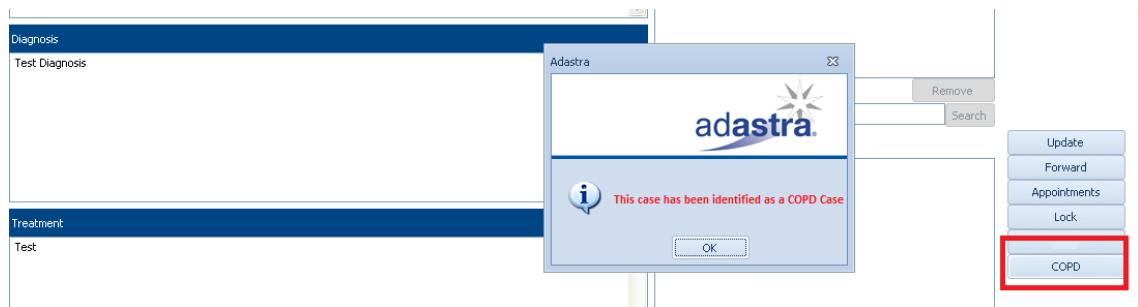 Diagnosis
Test Diagnosis
Adastra
adastra.
Remove
Search
This case has been identified as a COPD Case
OK
Update
Forward
Appointments
Lock
COPD
Treatment
Test